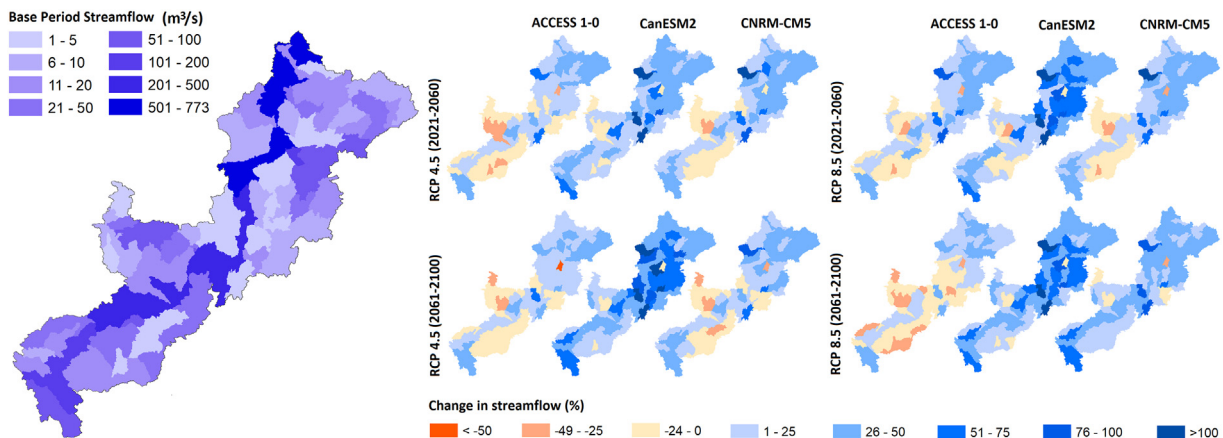 Base Period Streamflow (m³/s)
1 - 5
6 - 10
11 - 20
21 - 50
51 - 100
101 - 200
201 - 500
501 - 773
ACCESS 1-0 CanESM2 CNRM-CM5
ACCESS 1-0 CanESM2 CNRM-CM5
RCP 4.5 (2021-2060)
RCP 8.5 (2021-2060)
RCP 4.5 (2061-2100)
RCP 8.5 (2061-2100)
Change in streamflow (%)
< -50 -49 - -25 -24 - 0 1 - 25 26 - 50 51 - 75 76 - 100 >100